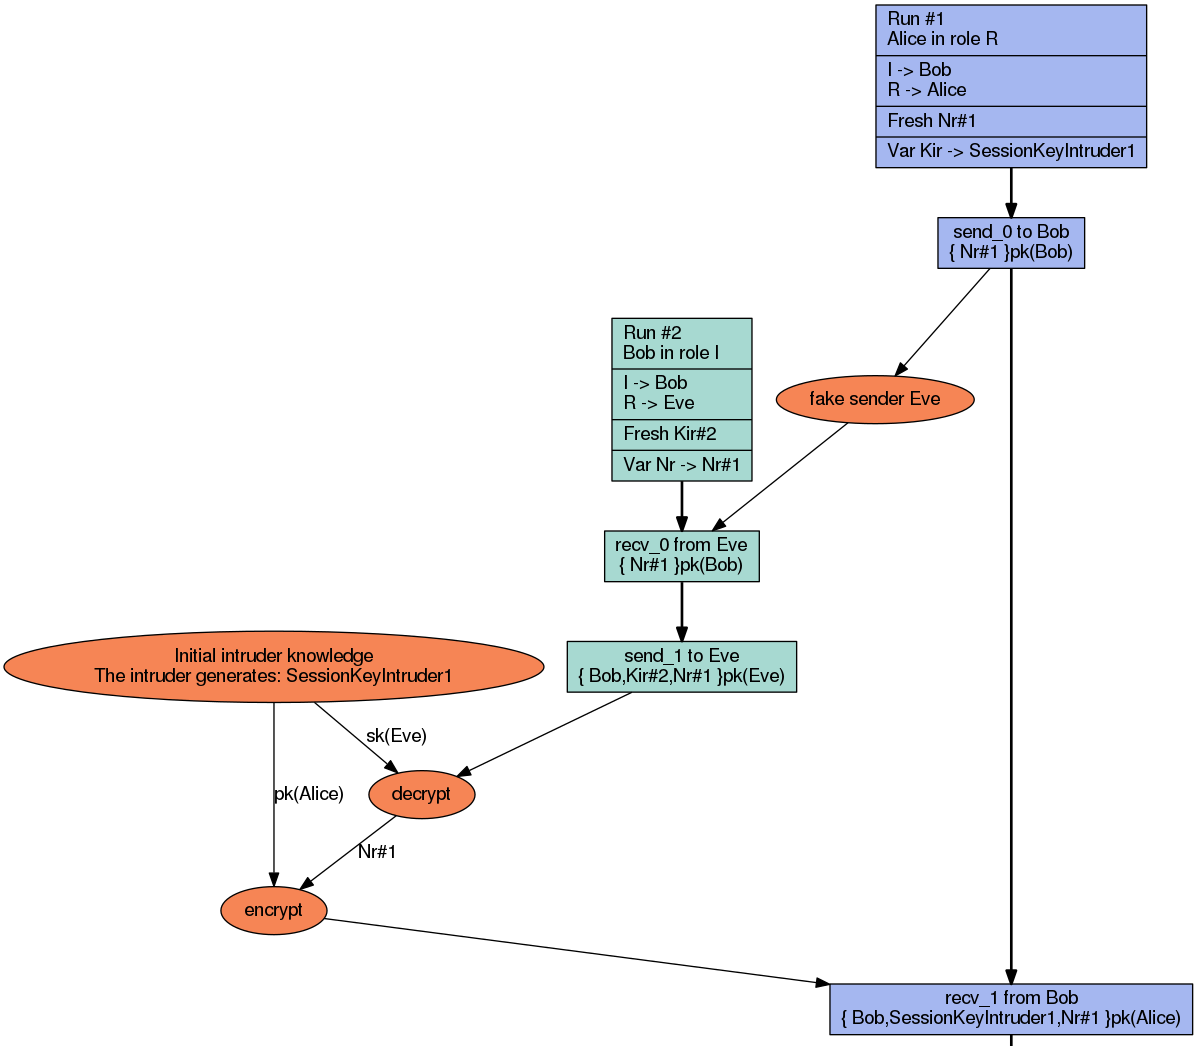 Run #1
Alice in role R
I -> Bob
R -> Alice
Fresh Nr#1
Var Kir -> SessionKeyIntruder1
send_0 to Bob
{ Nr#1 }pk(Bob)
Run #2
Bob in role I
I -> Bob
R -> Eve
Fresh Kir#2
Var Nr -> Nr#1
fake sender Eve
recv_0 from Eve
{ Nr#1 }pk(Bob)
Initial intruder knowledge
The intruder generates: SessionKeyIntruder1
send_1 to Eve
{ Bob,Kir#2,Nr#1 }pk(Eve)
sk(Eve)
pk(Alice)
decrypt
Nr#1
encrypt
recv_1 from Bob
{ Bob,SessionKeyIntruder1,Nr#1 }pk(Alice)